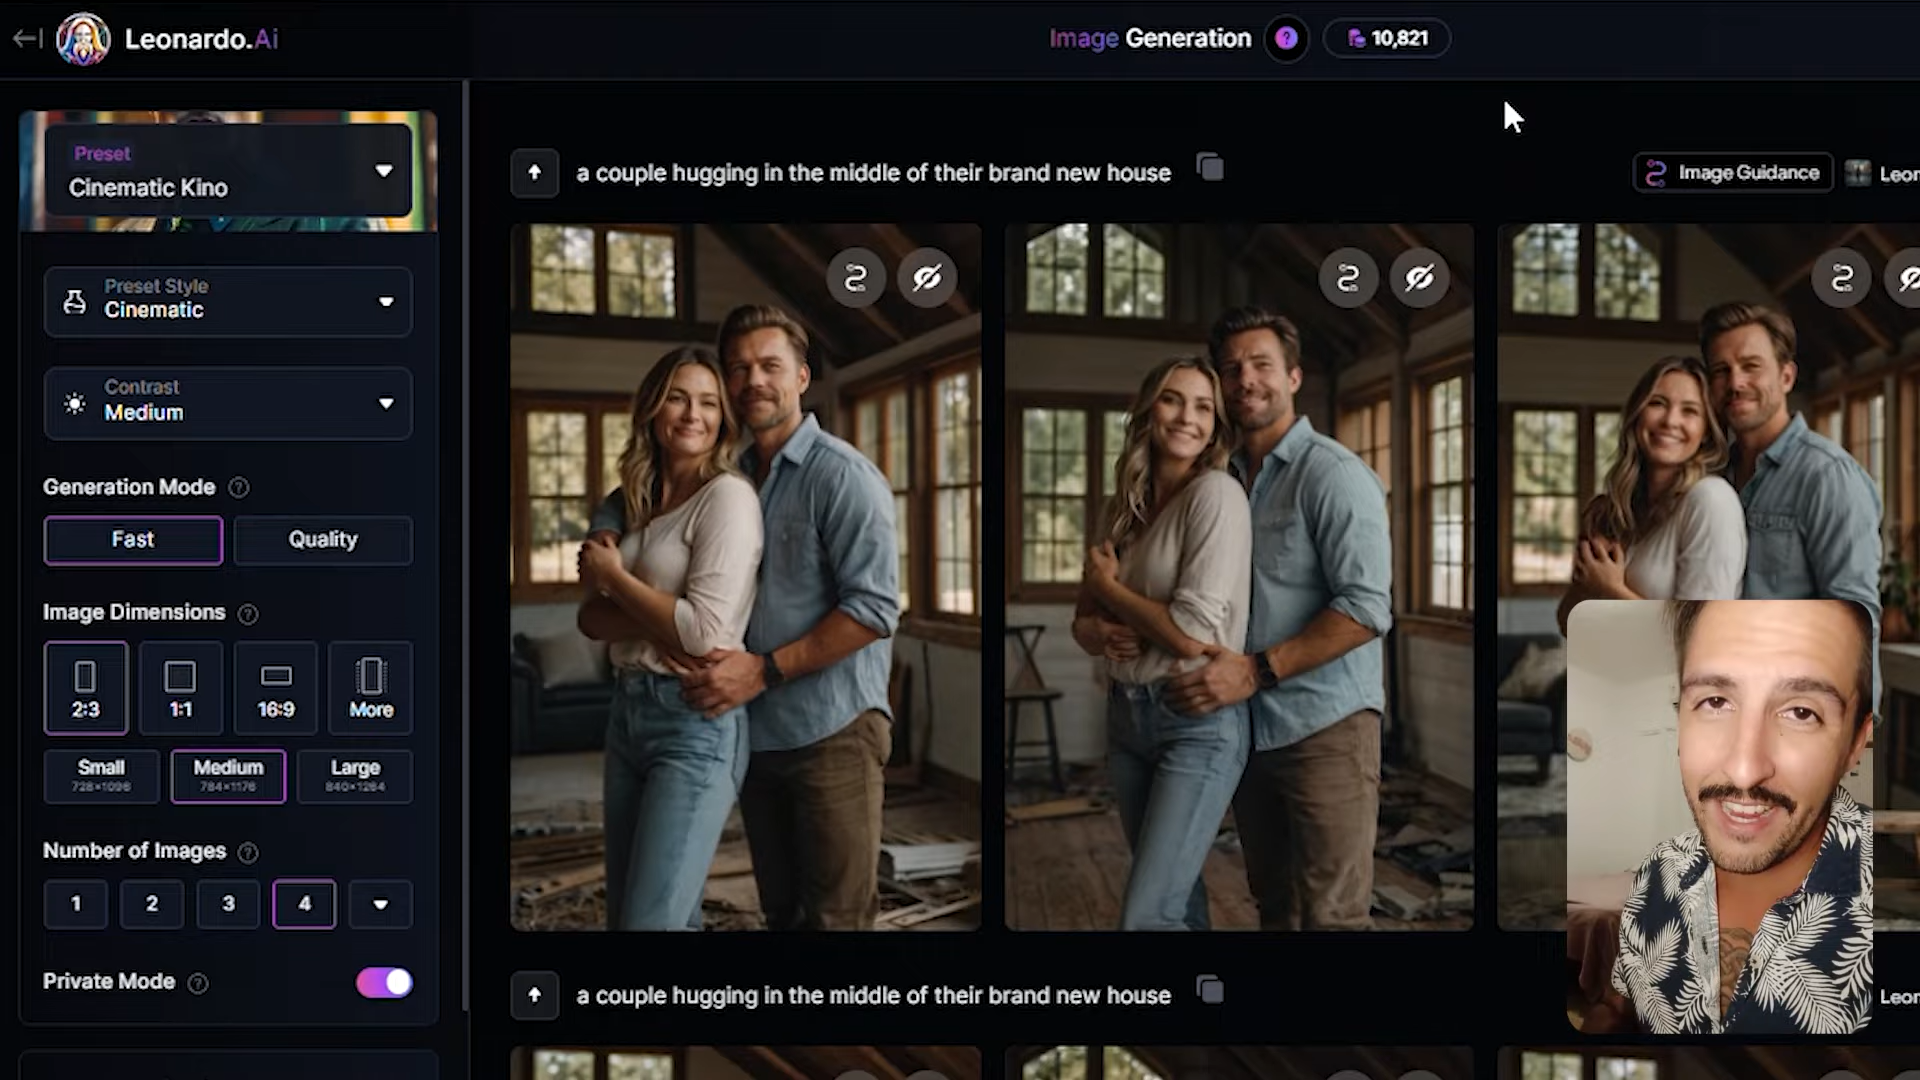 Leonardo.Ai
Image Generation
?
10,821
Preset
Cinematic Kino
Preset Style
Cinematic
Contrast
Medium
Generation Mode ?
Fast
Quality
Image Dimensions ?
2:3
1:1
16:9
More
Small
728×1096
Medium
784×1176
Large
840×1264
Number of Images ?
1
2
3
4
Private Mode ?
a couple hugging in the middle of their brand new house
Image Guidance
Leon
a couple hugging in the middle of their brand new house
Leon